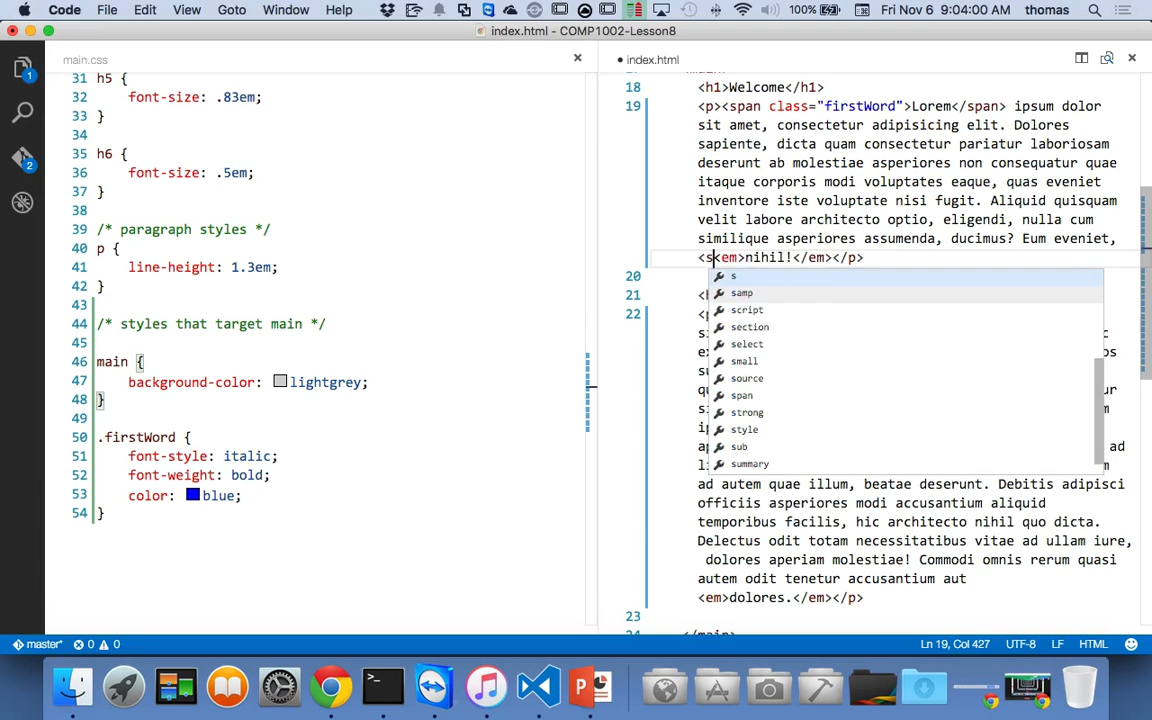 Code File Edit View Goto Window Help 100% Fri Nov 6 9:04:00 AM thomas
index.html - COMP1002-Lesson8
main.css
index.html
31 h5 {
32 font-size: .83em;
33 }
34
35 h6 {
36 font-size: .5em;
37 }
38
39 /* paragraph styles */
40 p {
41 line-height: 1.3em;
42 }
43
44 /* styles that target main */
45
46 main {
47 background-color: lightgrey;
48 }
49
50 .firstWord {
51 font-style: italic;
52 font-weight: bold;
53 color: blue;
54 }
18 <h1>Welcome</h1>
19 <p><span class="firstWord">Lorem</span> ipsum dolor
sit amet, consectetur adipisicing elit. Dolores
sapiente, dicta quam consectetur pariatur laboriosam
deserunt ab molestiae asperiores non consequatur quae
itaque corporis modi voluptates eaque, quas eveniet
inventore iste voluptate nisi fugit. Aliquid quisquam
velit labore architecto optio, eligendi, nulla cum
similique asperiores assumenda, ducimus? Eum eveniet,
<s<em>nihil!</em></p>
20
21
22
s
samp
script
section
select
small
source
span
strong
style
sub
summary
ad autem quae illum, beatae deserunt. Debitis adipisci
officiis asperiores modi accusantium aliquid
temporibus facilis, hic architecto nihil quo dicta.
Delectus odit totam necessitatibus vitae ad ullam iure,
dolores aperiam molestiae! Commodi omnis rerum quasi
autem odit tenetur accusantium aut
<em>dolores.</em></p>
23
master* 0 0 Ln 19, Col 427 UTF-8 LF HTML